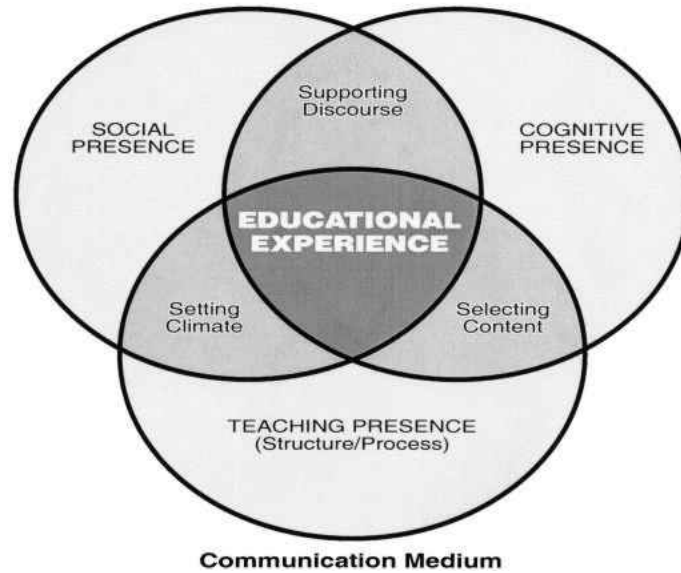 Supporting
Discourse
SOCIAL
PRESENCE
COGNITIVE
PRESENCE
EDUCATIONAL
EXPERIENCE
Setting
Climate
Selecting
Content
TEACHING PRESENCE
(Structure/Process)
Communication Medium